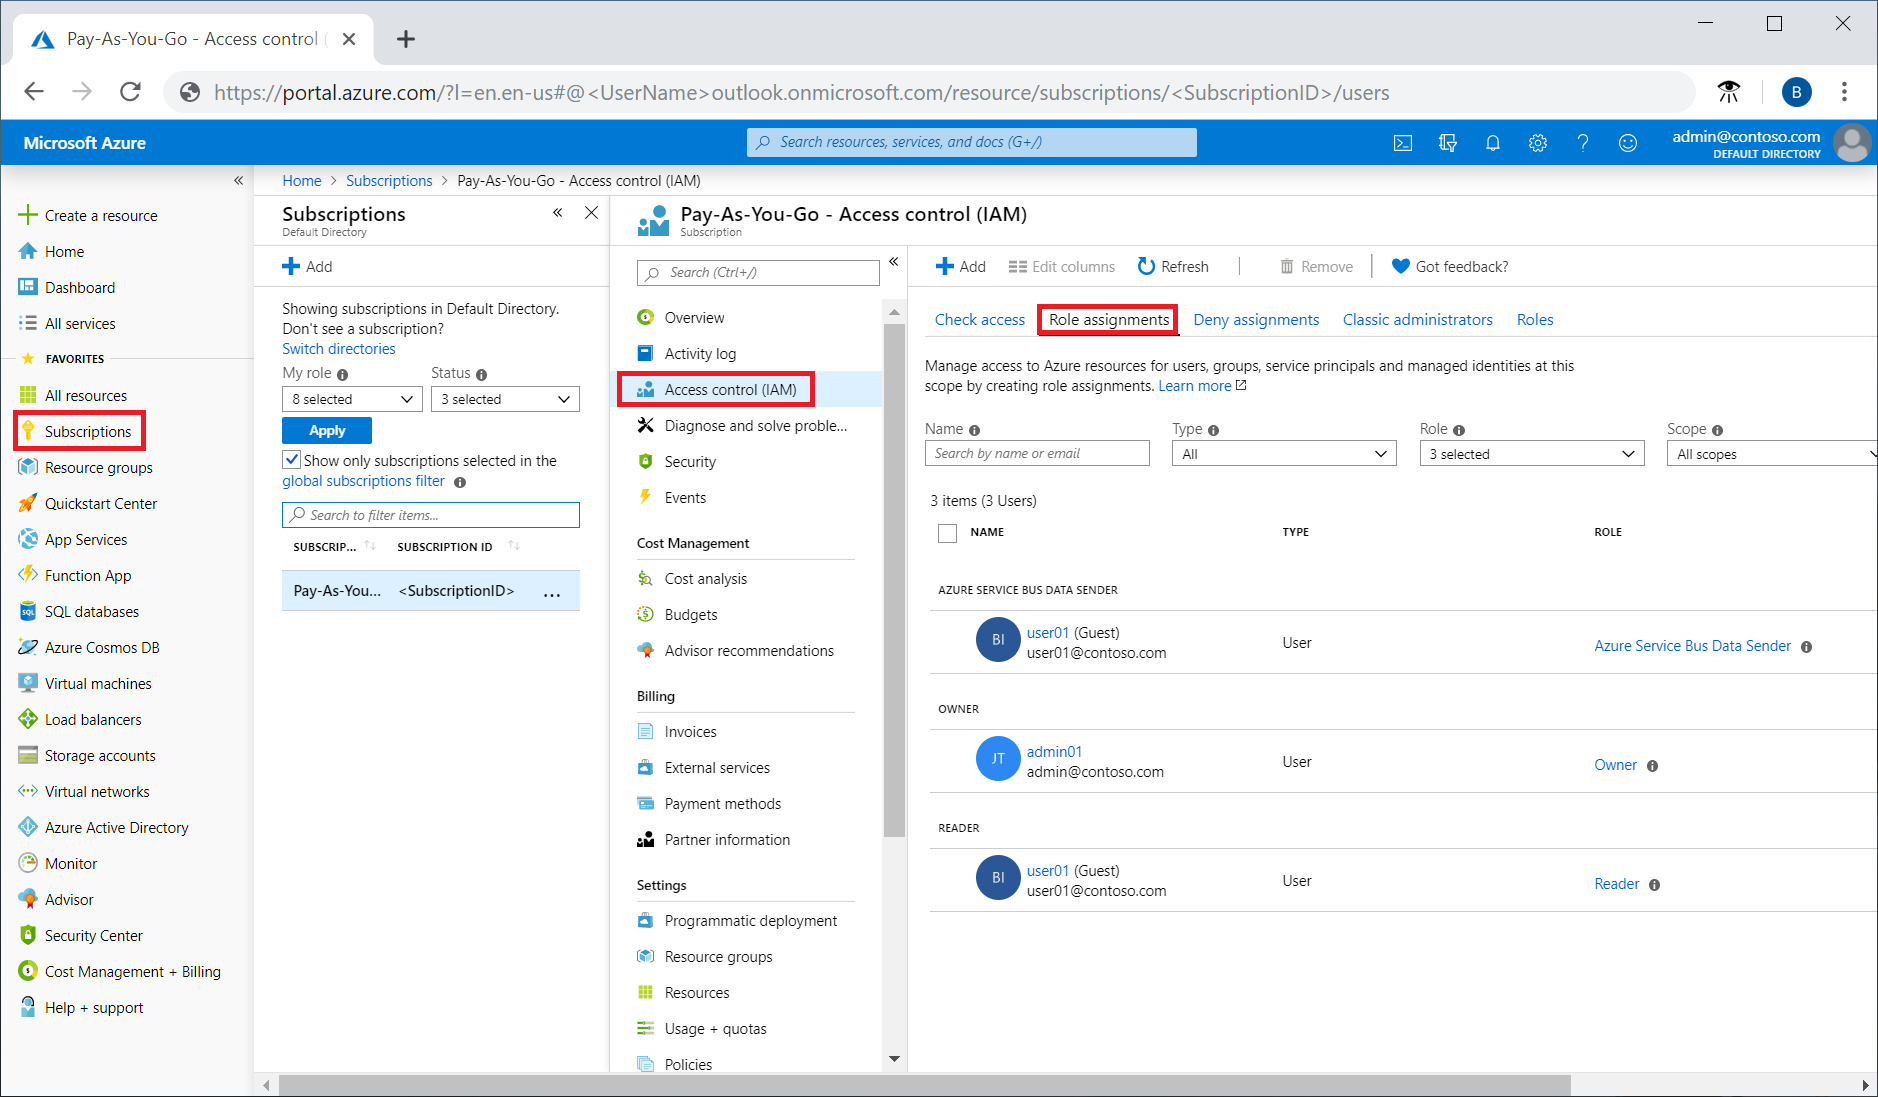 Pay-As-You-Go - Access control (
https://portal.azure.com/?l=en.en-us#@<UserName>outlook.onmicrosoft.com/resource/subscriptions/<SubscriptionID>/users
B
Microsoft Azure
Search resources, services, and docs (G+/)
admin@contoso.com
DEFAULT DIRECTORY
Create a resource
Home
Dashboard
All services
FAVORITES
All resources
Subscriptions
Resource groups
Quickstart Center
App Services
Function App
SQL databases
Azure Cosmos DB
Virtual machines
Load balancers
Storage accounts
Virtual networks
Azure Active Directory
Monitor
Advisor
Security Center
Cost Management + Billing
Help + support
Home > Subscriptions > Pay-As-You-Go - Access control (IAM)
Subscriptions
Default Directory
Add
Showing subscriptions in Default Directory.
Don't see a subscription?
Switch directories
My role
Status
8 selected
3 selected
Apply
Show only subscriptions selected in the
global subscriptions filter
Search to filter items...
SUBSCRIP...
SUBSCRIPTION ID
Pay-As-You...
<SubscriptionID>
...
Pay-As-You-Go - Access control (IAM)
Subscription
Search (Ctrl+/)
Overview
Activity log
Access control (IAM)
Diagnose and solve proble...
Security
Events
Cost Management
Cost analysis
Budgets
Advisor recommendations
Billing
Invoices
External services
Payment methods
Partner information
Settings
Programmatic deployment
Resource groups
Resources
Usage + quotas
Policies
Add
Edit columns
Refresh
Remove
Got feedback?
Check access
Role assignments
Deny assignments
Classic administrators
Roles
Manage access to Azure resources for users, groups, service principals and managed identities at this
scope by creating role assignments. Learn more
Name
Type
Role
Scope
Search by name or email
All
3 selected
All scopes
3 items (3 Users)
NAME
TYPE
ROLE
AZURE SERVICE BUS DATA SENDER
BI
user01 (Guest)
user01@contoso.com
User
Azure Service Bus Data Sender
OWNER
JT
admin01
admin@contoso.com
User
Owner
READER
BI
user01 (Guest)
user01@contoso.com
User
Reader